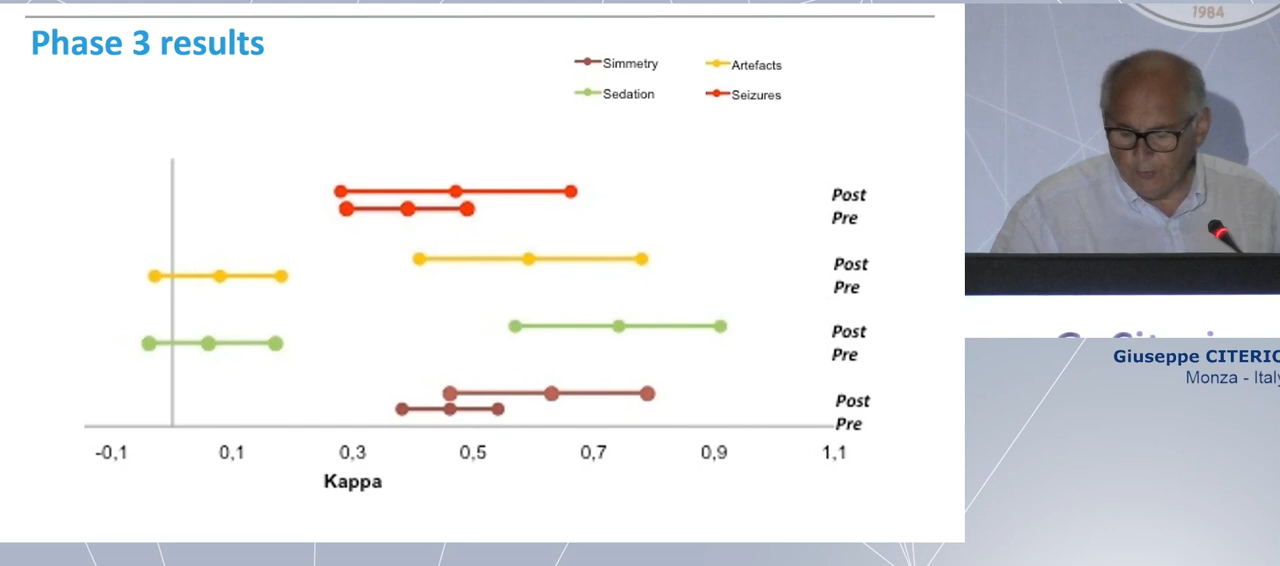 1984
Phase 3 results
Simmetry
Artefacts
Sedation
Seizures
Post
Pre
Post
Pre
Post
Pre
Post
Pre
-0,1 0,1 0,3 0,5 0,7 0,9 1,1
Kappa
Giuseppe CITERIO
Monza - Italy